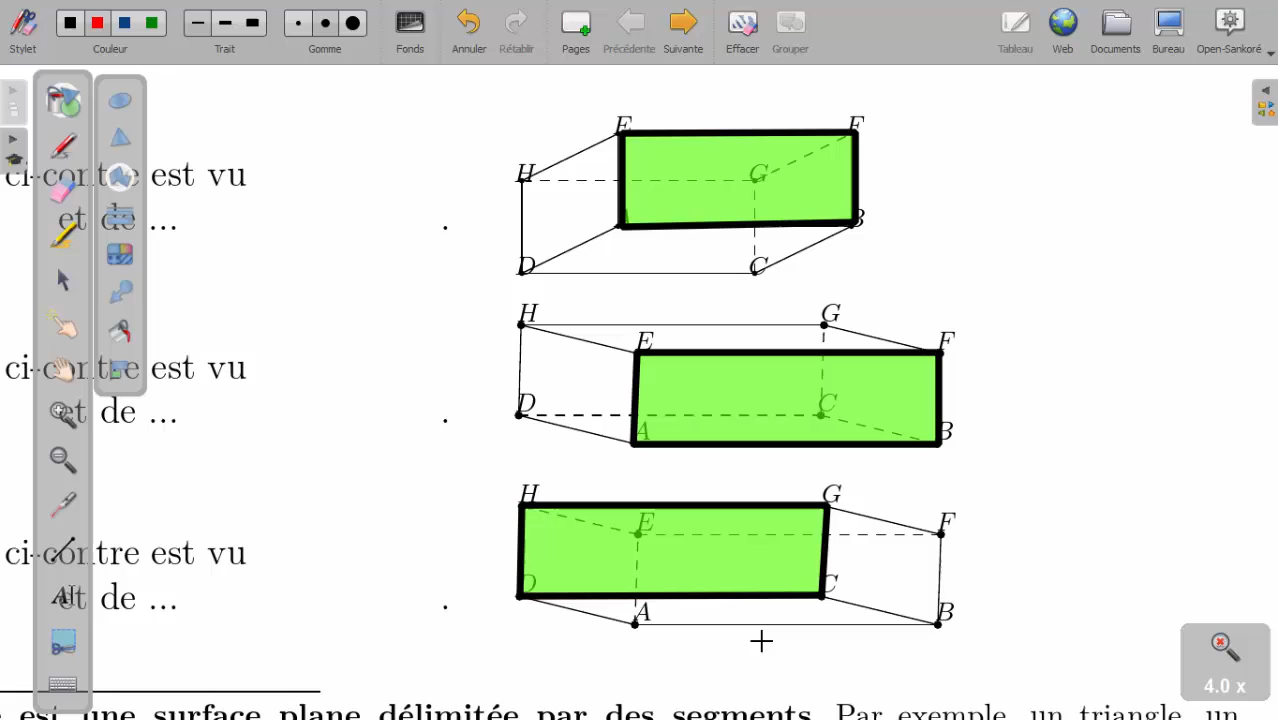 Stylet Couleur Trait Gomme Fonds Annuler Rétablir Pages Précédente Suivante Effacer Grouper Tableau Web Documents Bureau Open-Sankoré
E F
ci-contre est vu H G
et de ... . B
D C
H G
E F
ci-contre est vu
et de ... . D C
A B
H G
E F
ci-contre est vu
et de ... . D C
A B
4.0 x
est une surface plane délimitée par des segments. Par exemple, un triangle, un